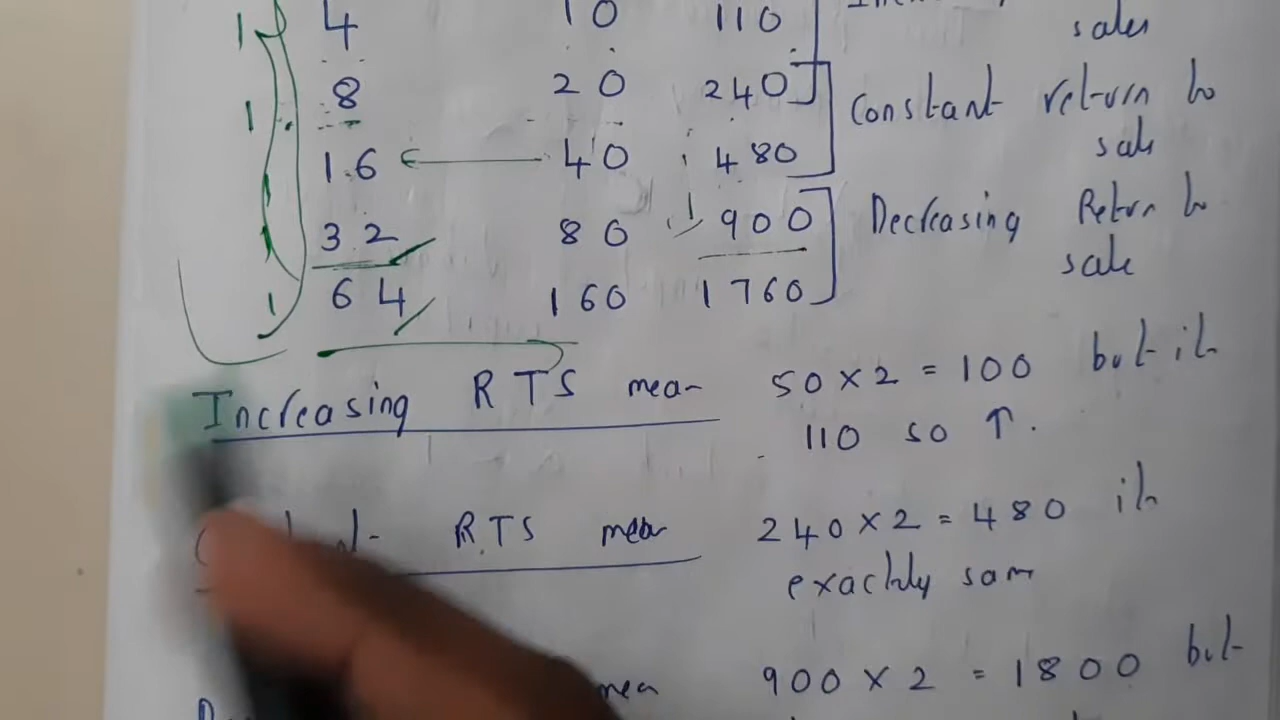 4 10 110
sales
8 20 240 Constant return to
sale
16 40 480
32 80 900 Decreasing Return to
sale
64 160 1760
Increasing RTS mean 50 × 2 = 100 but it
110 so ↑.
RTS mean 240 × 2 = 480 it
exactly same
mean 900 × 2 = 1800 but